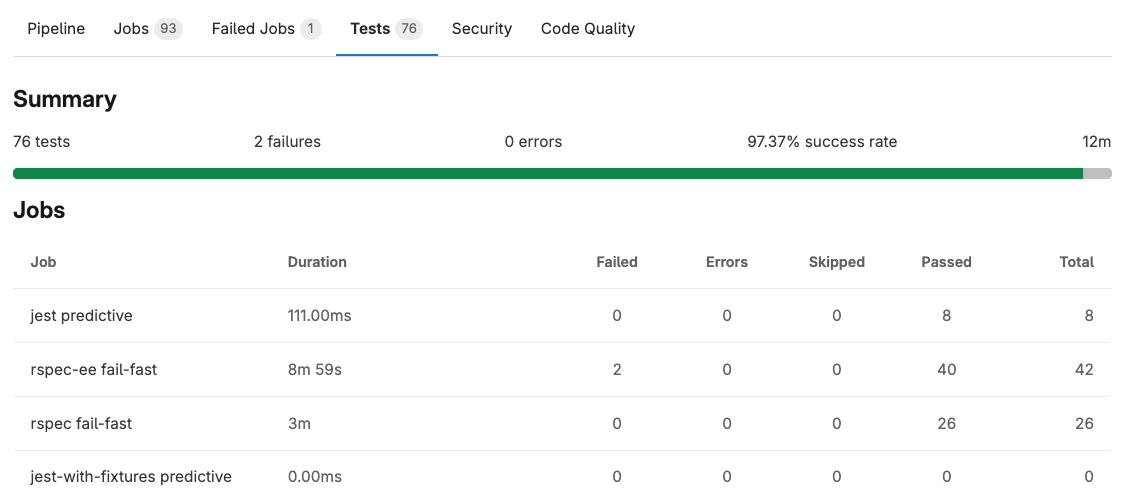 Pipeline Jobs 93 Failed Jobs 1 Tests 76 Security Code Quality
Summary
76 tests 2 failures 0 errors 97.37% success rate 12m
Jobs
Job Duration Failed Errors Skipped Passed Total
jest predictive 111.00ms 0 0 0 8 8
rspec-ee fail-fast 8m 59s 2 0 0 40 42
rspec fail-fast 3m 0 0 0 26 26
jest-with-fixtures predictive 0.00ms 0 0 0 0 0